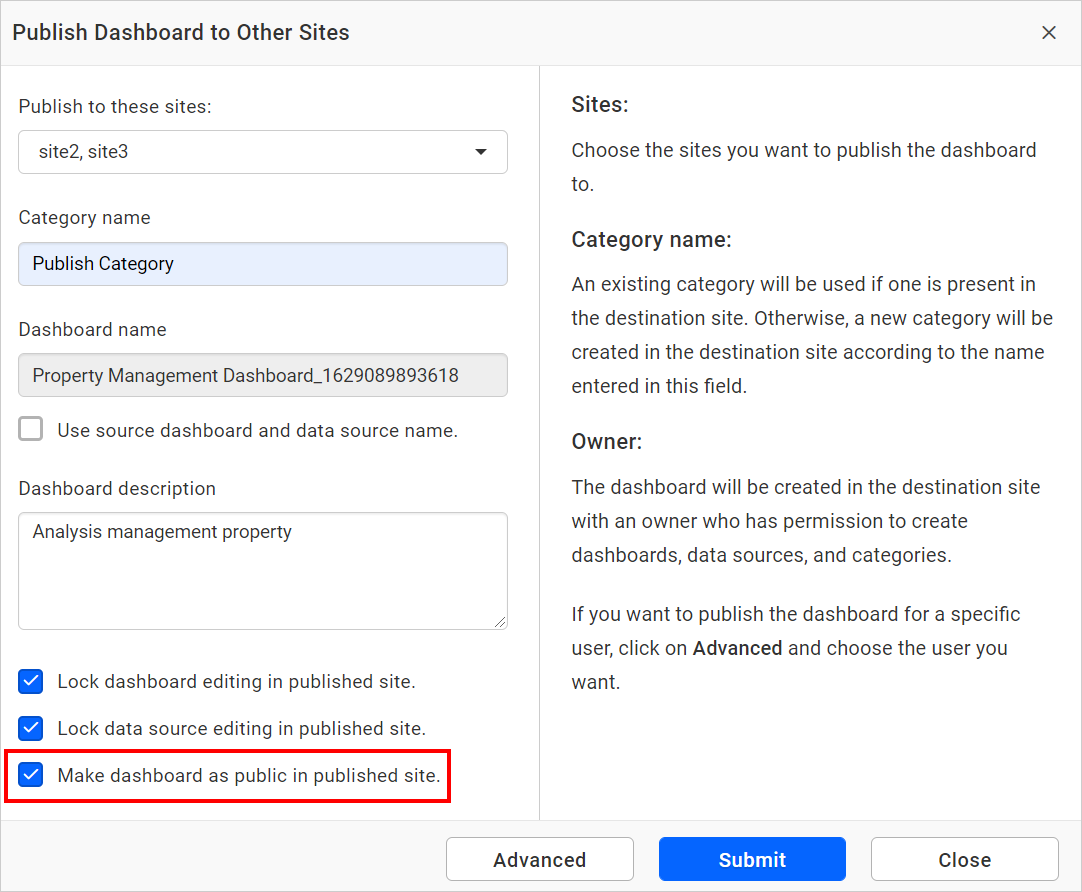 Publish Dashboard to Other Sites
Publish to these sites:
site2, site3
Category name
Publish Category
Dashboard name
Property Management Dashboard_1629089893618
Use source dashboard and data source name.
Dashboard description
Analysis management property
Lock dashboard editing in published site.
Lock data source editing in published site.
Make dashboard as public in published site.
Sites:
Choose the sites you want to publish the dashboard
to.
Category name:
An existing category will be used if one is present in
the destination site. Otherwise, a new category will be
created in the destination site according to the name
entered in this field.
Owner:
The dashboard will be created in the destination site
with an owner who has permission to create
dashboards, data sources, and categories.
If you want to publish the dashboard for a specific
user, click on Advanced and choose the user you
want.
Advanced
Submit
Close